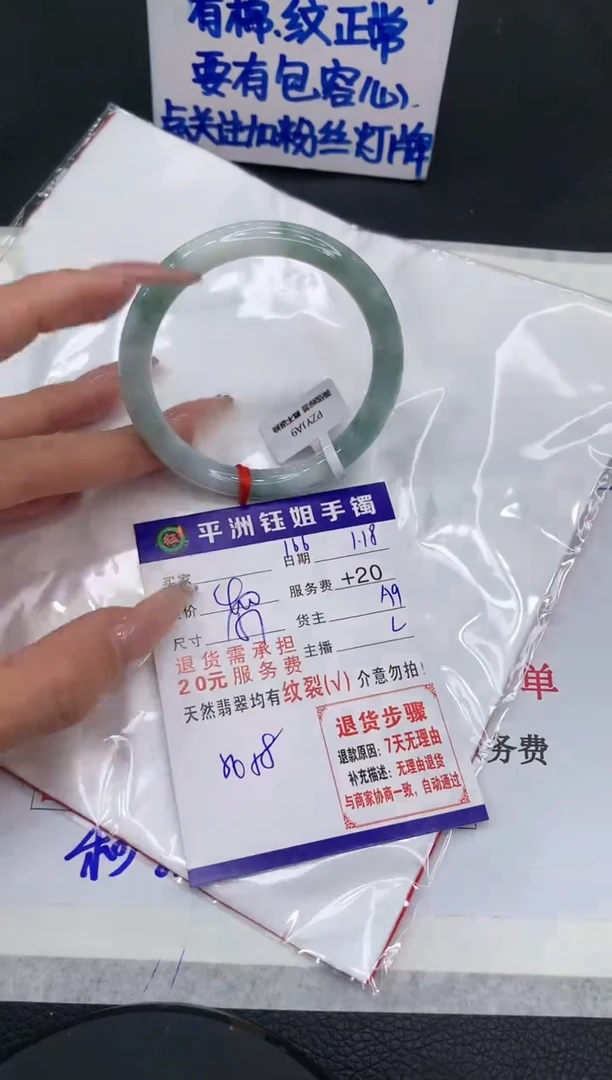 有棉、纹正常
要有包容心
点关注加粉丝灯牌
PZYJA9
平洲钰姐手镯
166
日期 1.18
买家
价
服务费 +20
尺寸
货主 A9
主播 L
退货需承担
20元服务费
天然翡翠均有纹裂(√) 介意勿拍!
退货步骤
退款原因: 7天无理由
补充描述: 无理由退货
与商家协商一致,自动通过
单
务费